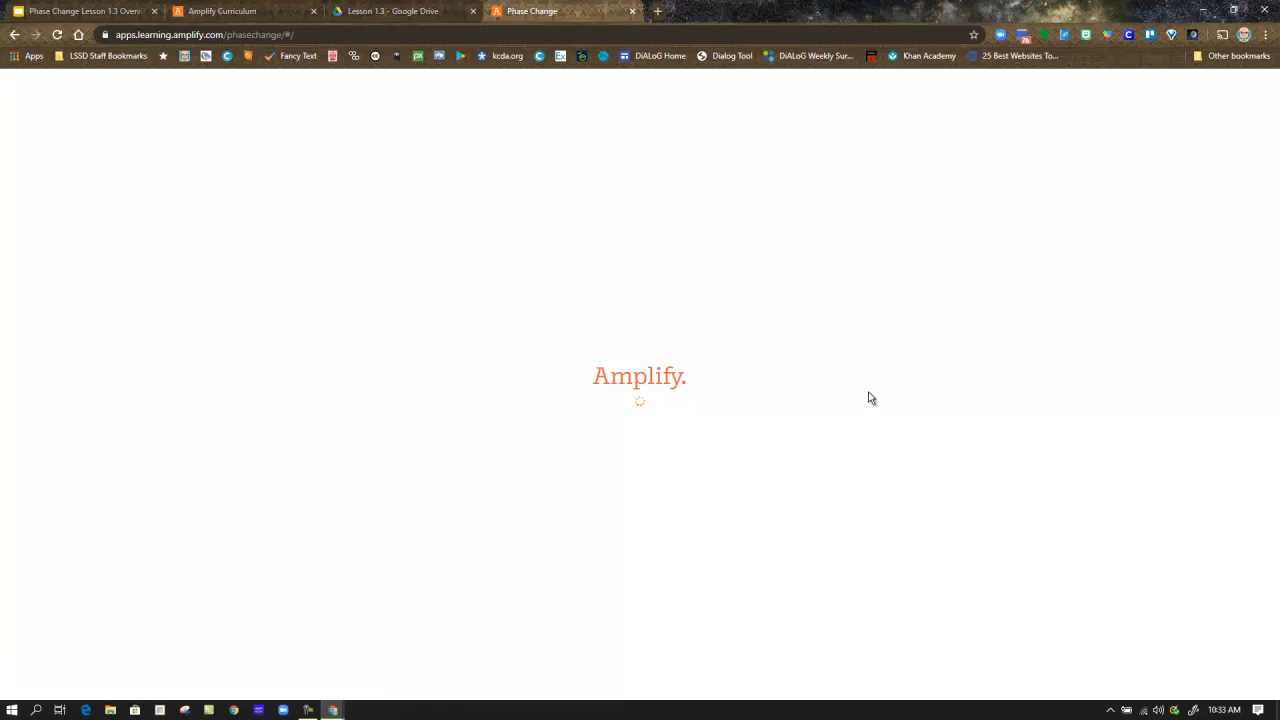 Phase Change Lesson 1.3 Overv
Amplify Curriculum
Lesson 1.3 - Google Drive
Phase Change
apps.learning.amplify.com/phasechange/#/
Apps
LSSD Staff Bookmarks
Fancy Text
kcda.org
DiALoG Home
Dialog Tool
DiALoG Weekly Sur...
Khan Academy
25 Best Websites To...
Other bookmarks
Amplify.
10:33 AM